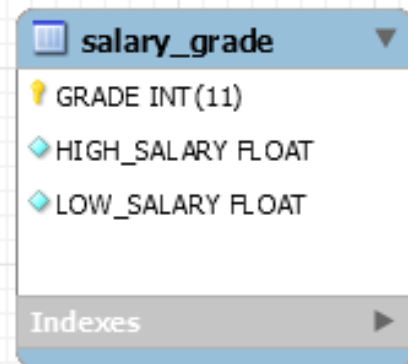 salary_grade
GRADE INT(11)
HIGH_SALARY FLOAT
LOW_SALARY FLOAT
Indexes